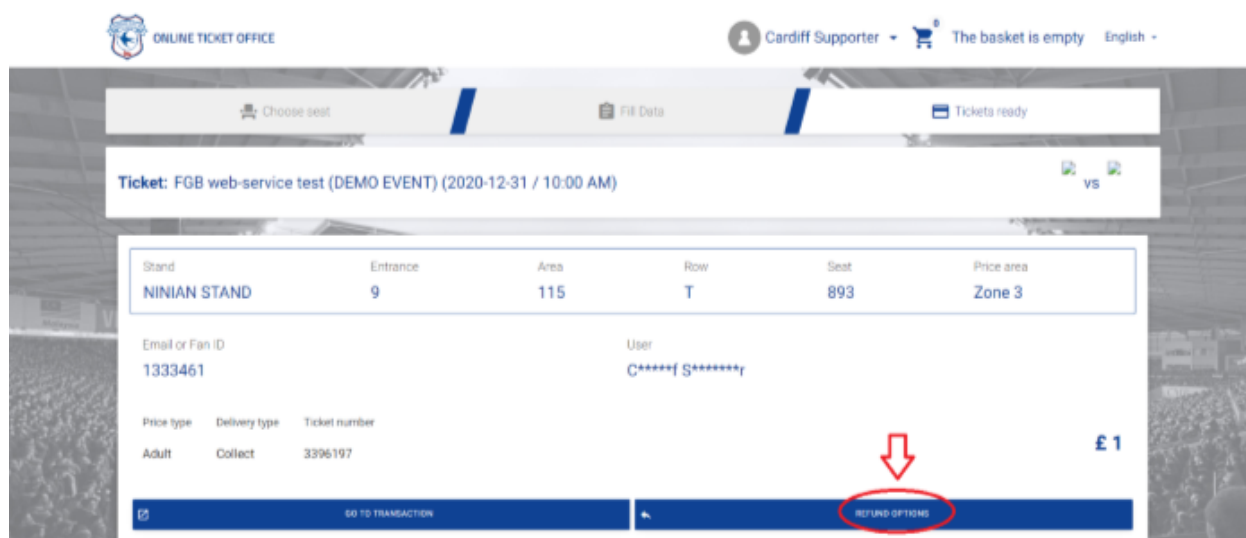 ONLINE TICKET OFFICE
Cardiff Supporter
0
The basket is empty
English
Choose seat
Fill Data
Tickets ready
Ticket: FGB web-service test (DEMO EVENT) (2020-12-31 / 10:00 AM)
vs
Stand Entrance Area Row Seat Price area
NINIAN STAND 9 115 T 893 Zone 3
Email or Fan ID User
1333461 C*****f S*******r
Price type Delivery type Ticket number
Adult Collect 3396197
£ 1
GO TO TRANSACTION
REFUND OPTIONS